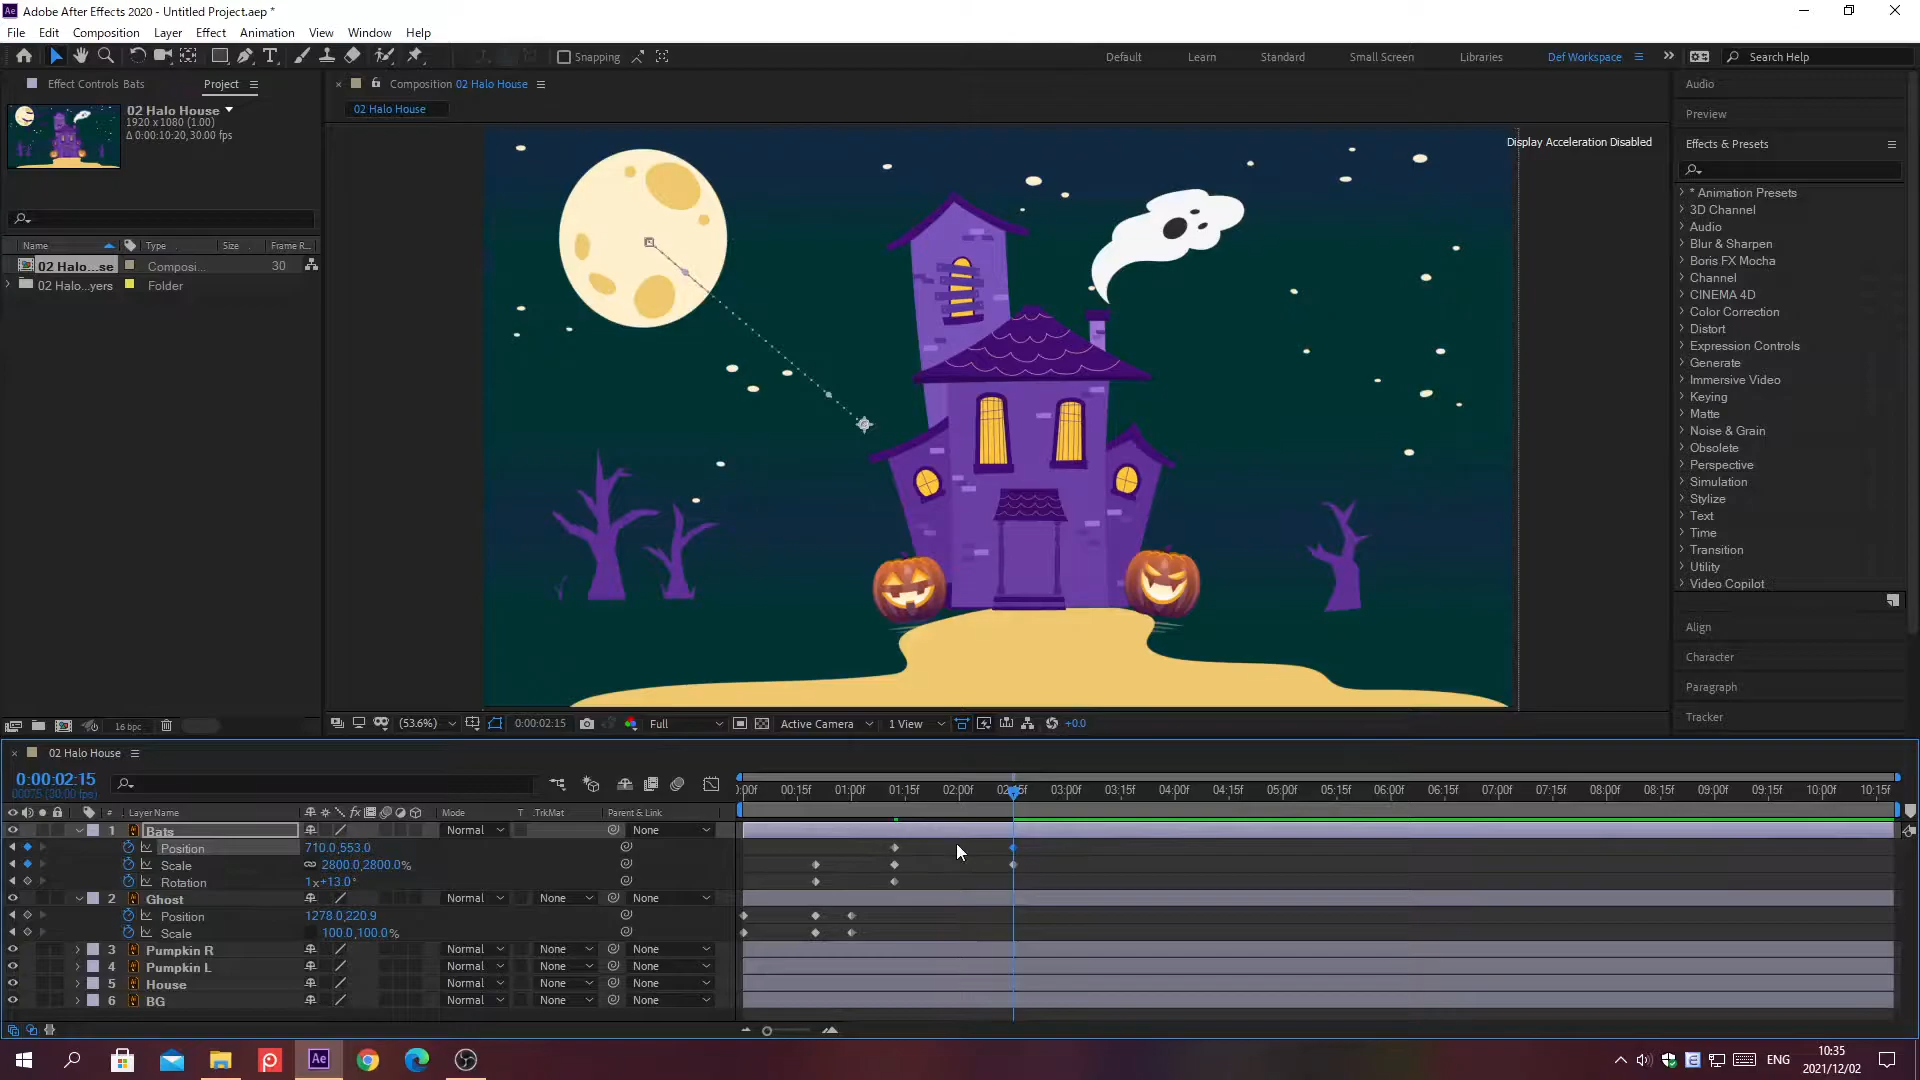 Adobe After Effects 2020 - Untitled Project.aep *
File Edit Composition Layer Effect Animation View Window Help
Snapping
Default Learn Standard Small Screen Libraries Def Workspace Search Help
Effect Controls Bats Project
Composition 02 Halo House
02 Halo House
02 Halo House
1920 x 1080 (1.00)
Δ 0:00:10:20, 30.00 fps
Name Type Size Frame R...
02 Halo...se Composi... 30
02 Halo...yers Folder
16 bpc
Display Acceleration Disabled
(53.6%) 0:00:02:15 Full Active Camera 1 View +0.0
Audio
Preview
Effects & Presets
* Animation Presets
3D Channel
Audio
Blur & Sharpen
Boris FX Mocha
Channel
CINEMA 4D
Color Correction
Distort
Expression Controls
Generate
Immersive Video
Keying
Matte
Noise & Grain
Obsolete
Perspective
Simulation
Stylize
Text
Time
Transition
Utility
Video Copilot
Align
Character
Paragraph
Tracker
02 Halo House
0:00:02:15
00075 (30.00 fps)
:00f 00:15f 01:00f 01:15f 02:00f 02:15f 03:00f 03:15f 04:00f 04:15f 05:00f 05:15f 06:00f 06:15f 07:00f 07:15f 08:00f 08:15f 09:00f 09:15f 10:00f 10:15f
# Layer Name Mode T .TrkMat Parent & Link
1 Bats Normal None
Position 710.0,553.0
Scale 2800.0,2800.0%
Rotation 1x+13.0°
2 Ghost Normal None None
Position 1278.0,220.9
Scale 100.0,100.0%
3 Pumpkin R Normal None None
4 Pumpkin L Normal None None
5 House Normal None None
6 BG Normal None None
ENG
10:35
2021/12/02